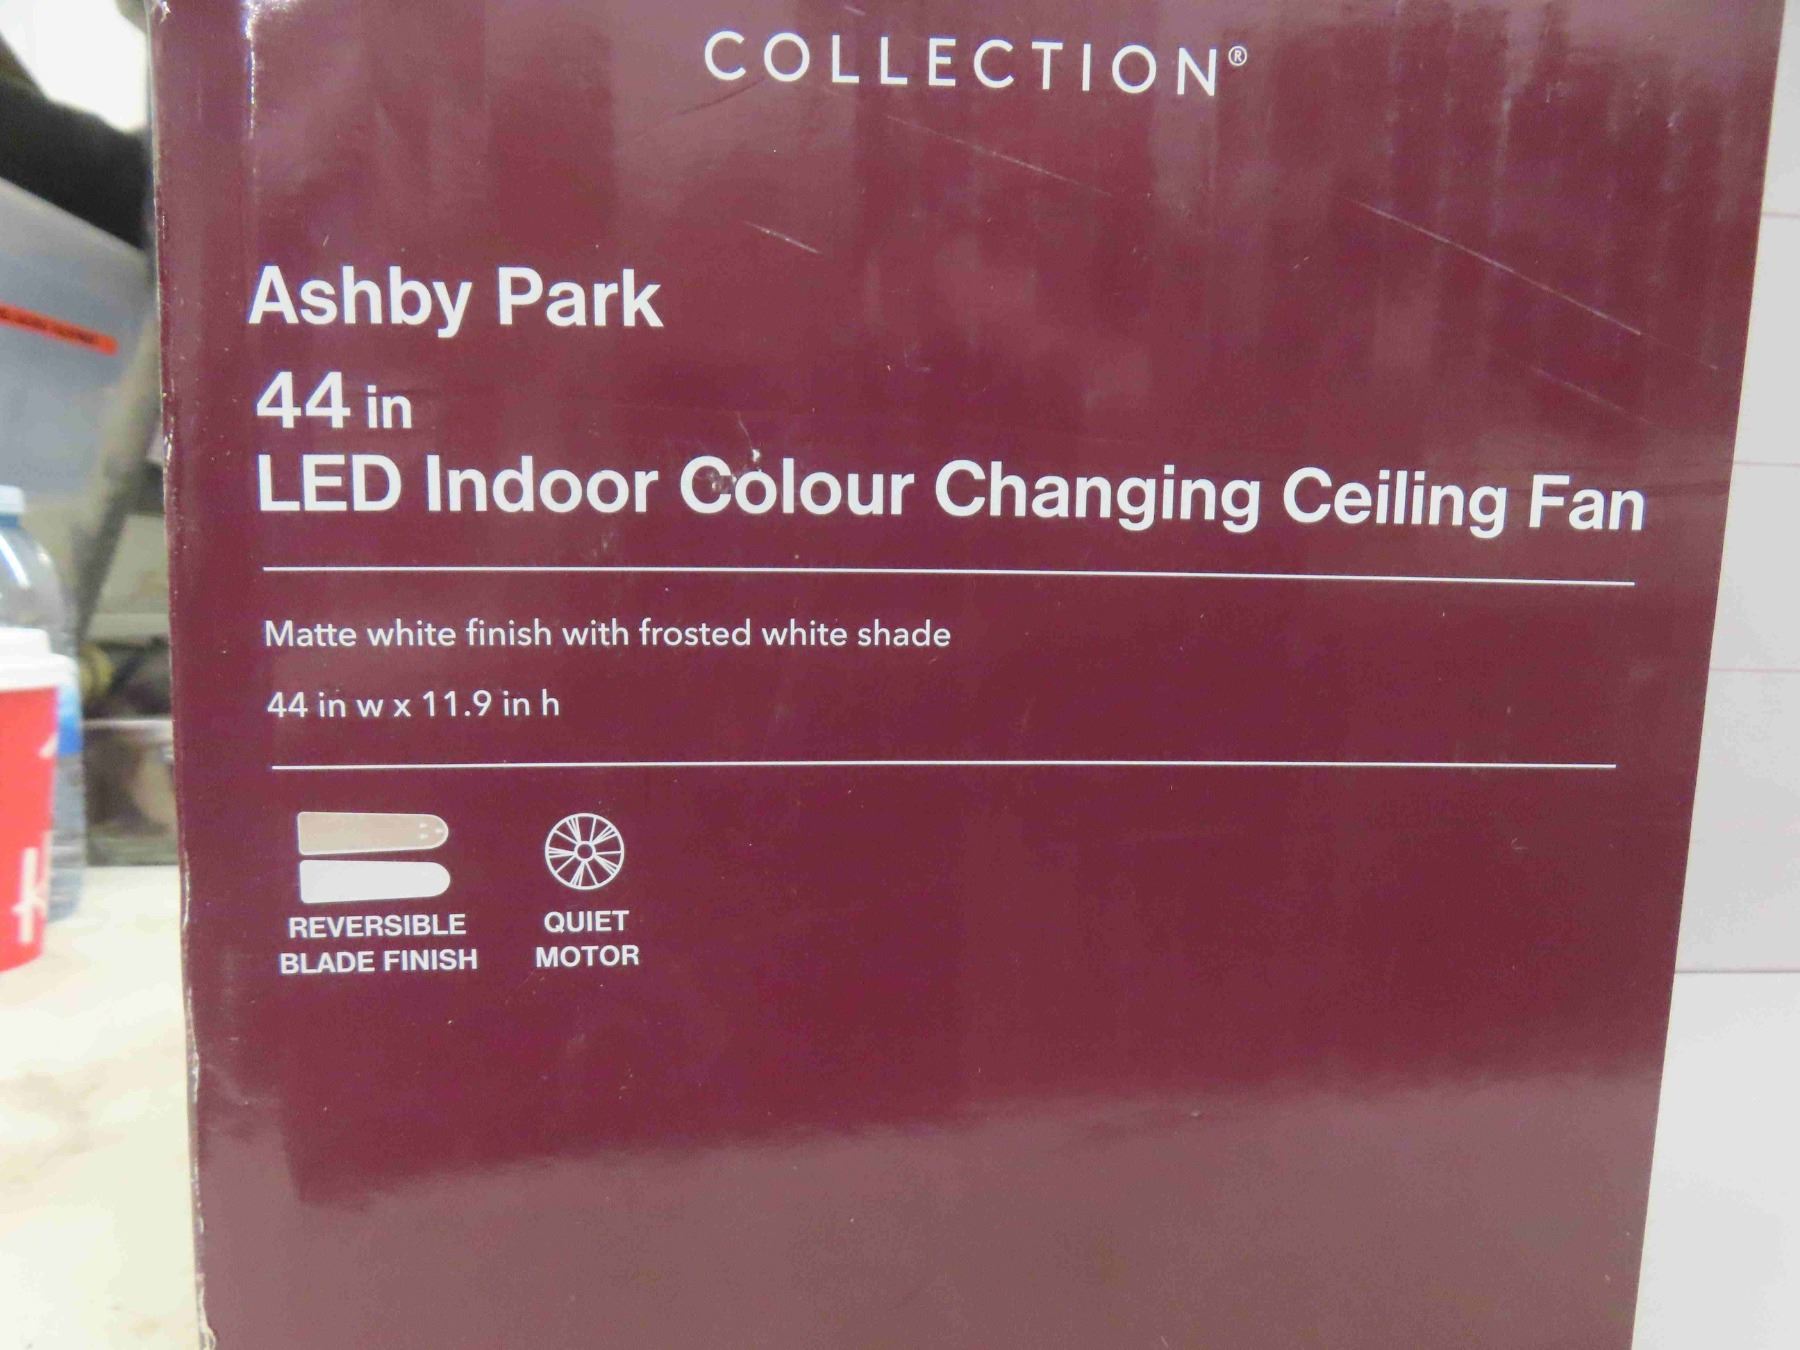 COLLECTION®
Ashby Park
44 in
LED Indoor Colour Changing Ceiling Fan
Matte white finish with frosted white shade
44 in w x 11.9 in h
REVERSIBLE
BLADE FINISH
QUIET
MOTOR